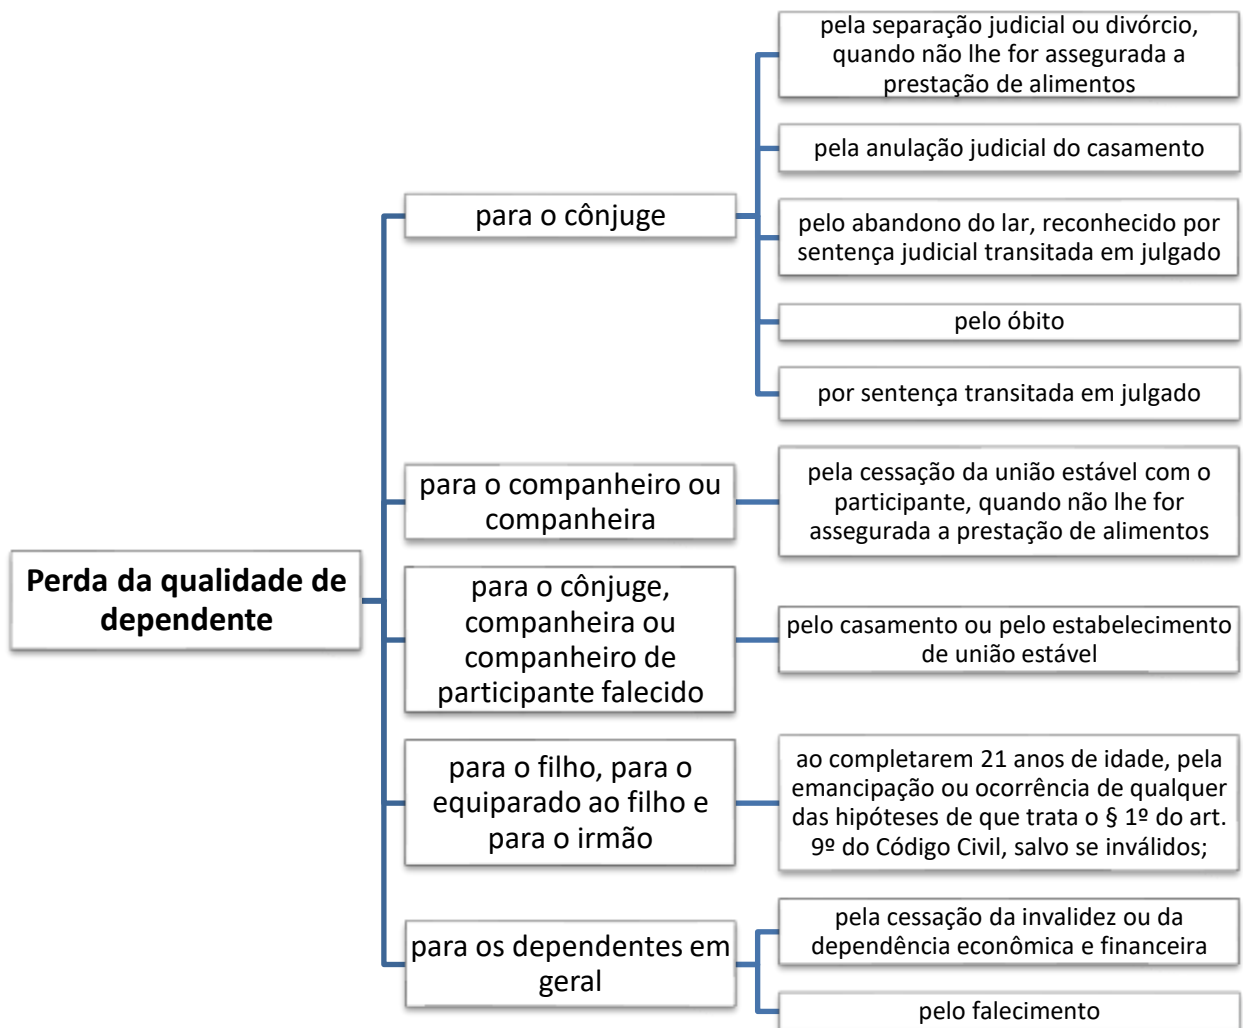 pela separação judicial ou divórcio,
quando não lhe for assegurada a
prestação de alimentos
pela anulação judicial do casamento
para o cônjuge
pelo abandono do lar, reconhecido por
sentença judicial transitada em julgado
pelo óbito
por sentença transitada em julgado
para o companheiro ou
companheira
pela cessação da união estável com o
participante, quando não lhe for
assegurada a prestação de alimentos
Perda da qualidade de
dependente
para o cônjuge,
companheira ou
companheiro de
participante falecido
pelo casamento ou pelo estabelecimento
de união estável
para o filho, para o
equiparado ao filho e
para o irmão
ao completarem 21 anos de idade, pela
emancipação ou ocorrência de qualquer
das hipóteses de que trata o § 1º do art.
9º do Código Civil, salvo se inválidos;
para os dependentes em
geral
pela cessação da invalidez ou da
dependência econômica e financeira
pelo falecimento